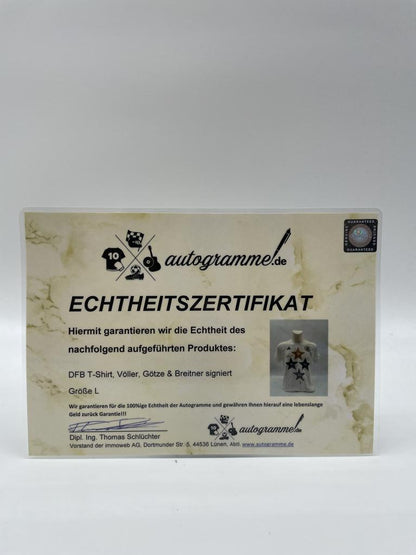 10
autogramme.de
ECHTHEITSZERTIFIKAT
Hiermit garantieren wir die Echtheit des
nachfolgend aufgeführten Produktes:
DFB T-Shirt, Völler, Götze & Breitner signiert
Größe L
Wir garantieren für die 100%ige Echtheit der Autogramme und gewähren Ihnen hierauf eine lebenslange
Geld zurück Garantie!!!
Dipl. Ing. Thomas Schlüchter
Vorstand der immoweb AG, Dortmunder Str. 5, 44536 Lünen, Abtl. www.autogramme.de
autogramme.de